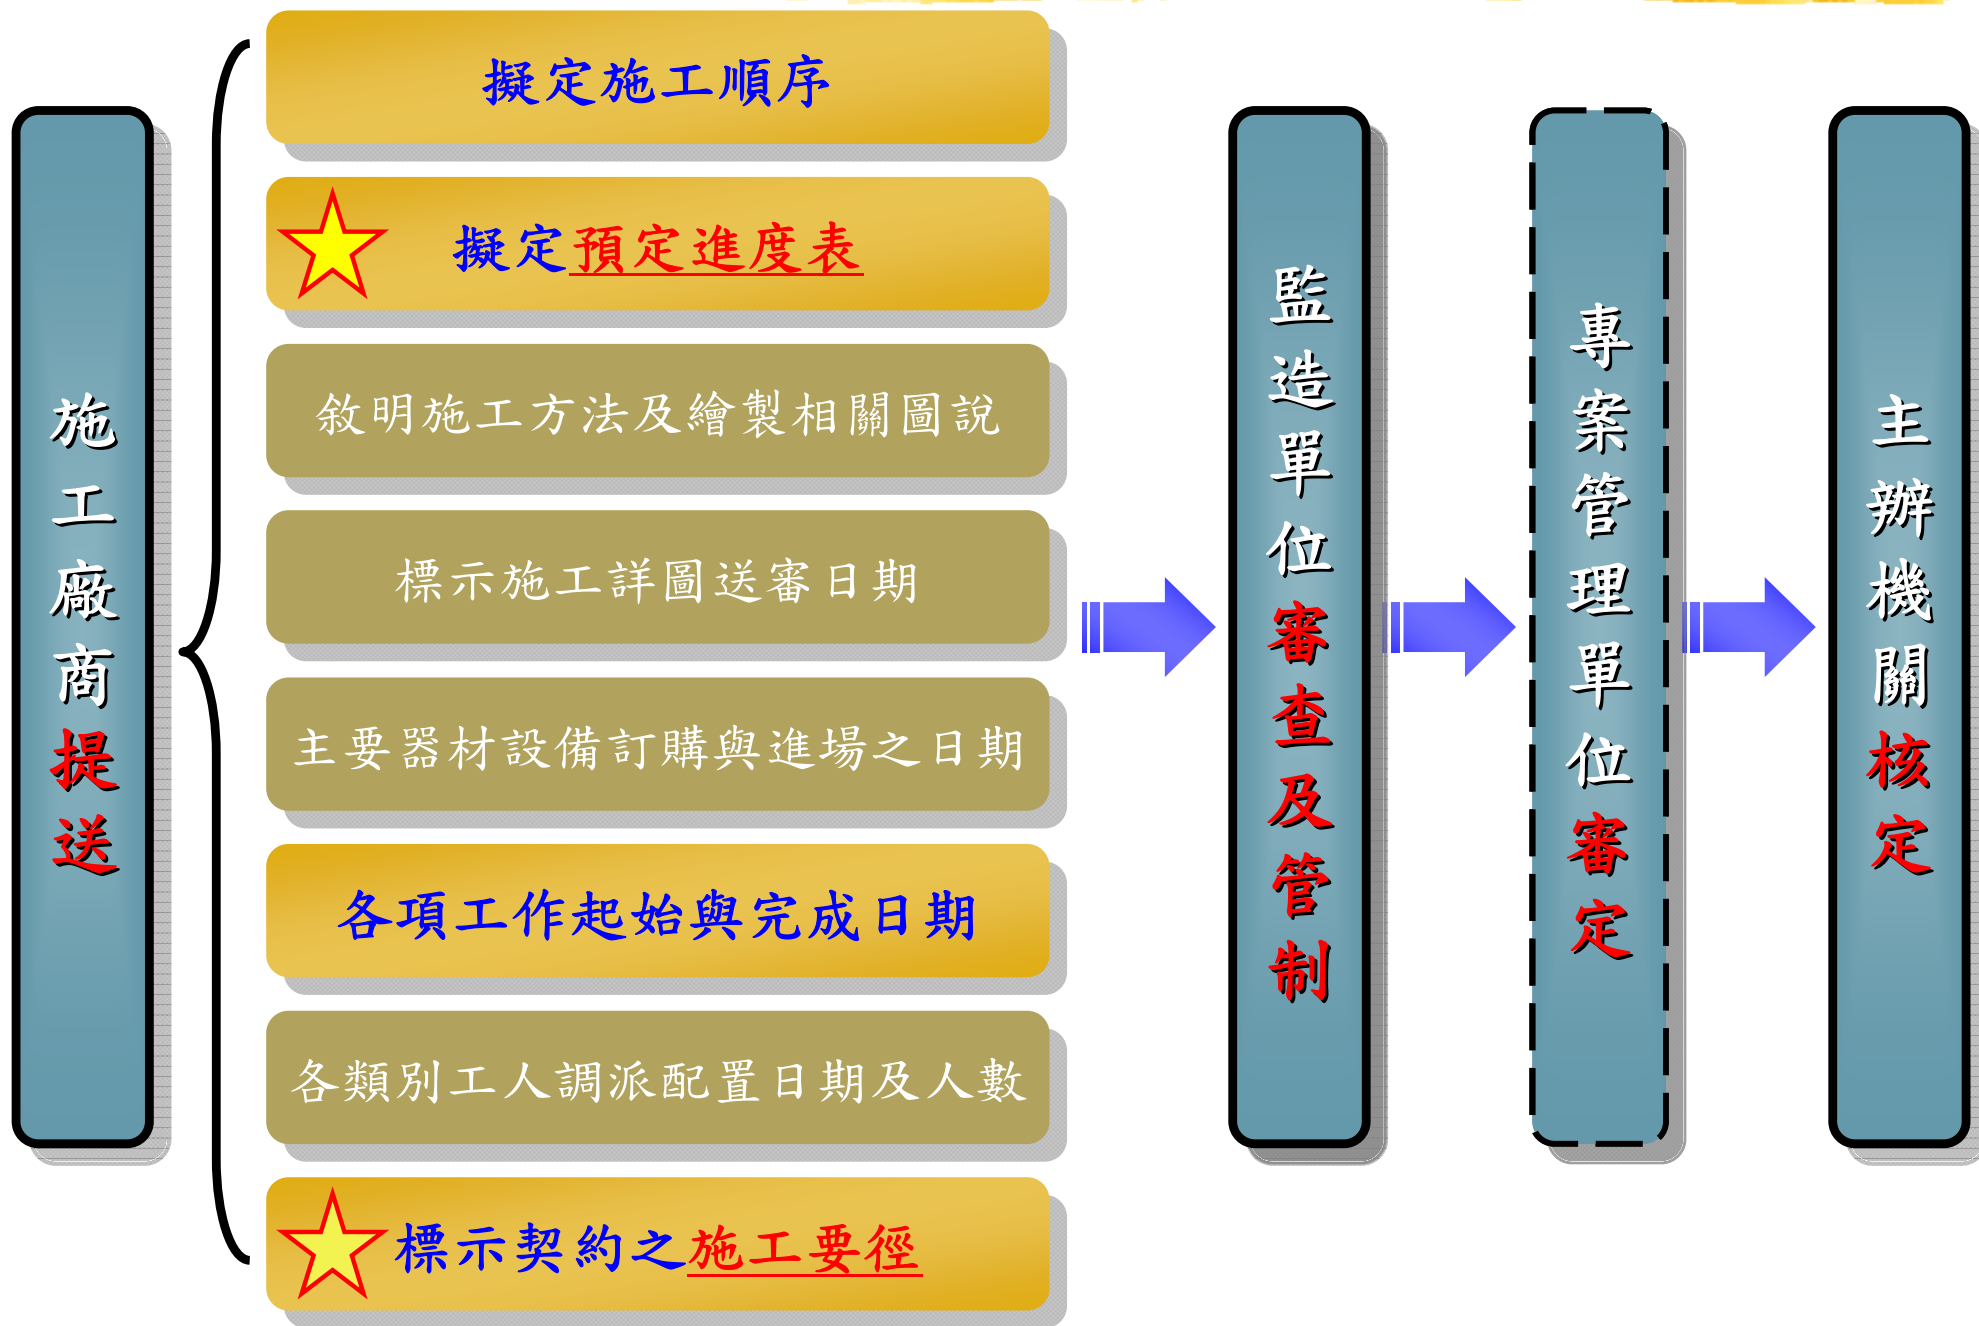 施工廠商提送
擬定施工順序
擬定預定進度表
敘明施工方法及繪製相關圖說
標示施工詳圖送審日期
主要器材設備訂購與進場之日期
各項工作起始與完成日期
各類別工人調派配置日期及人數
標示契約之施工要徑
監造單位審查及管制
專案管理單位審定
主辦機關核定